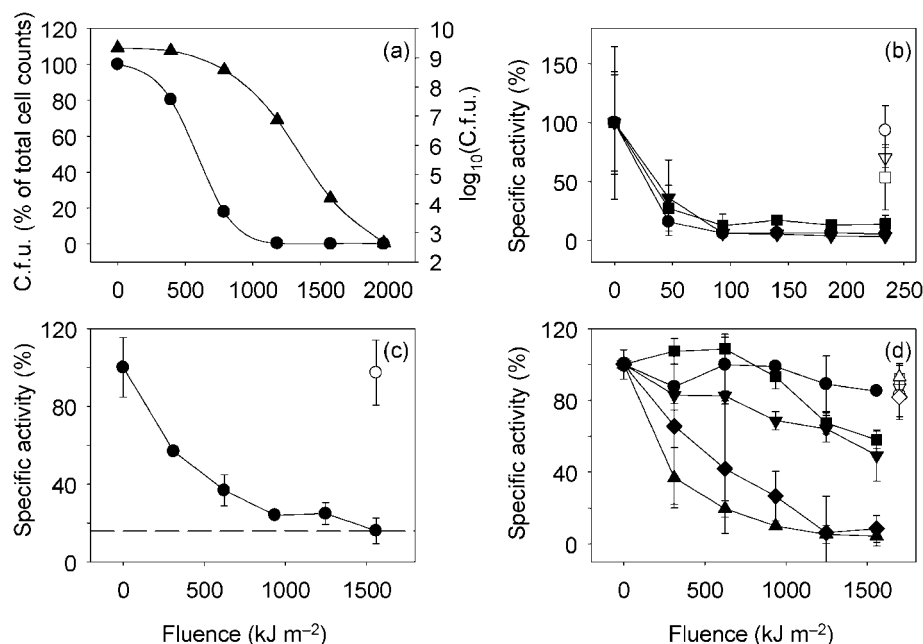 (a)
C.f.u. (% of total cell counts)
120
100
80
60
40
20
0
10
9
8
7
6
5
4
3
2
log₁₀(C.f.u.)
0 500 1000 1500 2000
(b)
Specific activity (%)
150
100
50
0
0 50 100 150 200 250
(c)
Specific activity (%)
120
80
40
0
0 500 1000 1500
Fluence (kJ m⁻²)
(d)
Specific activity (%)
120
80
40
0
0 500 1000 1500
Fluence (kJ m⁻²)